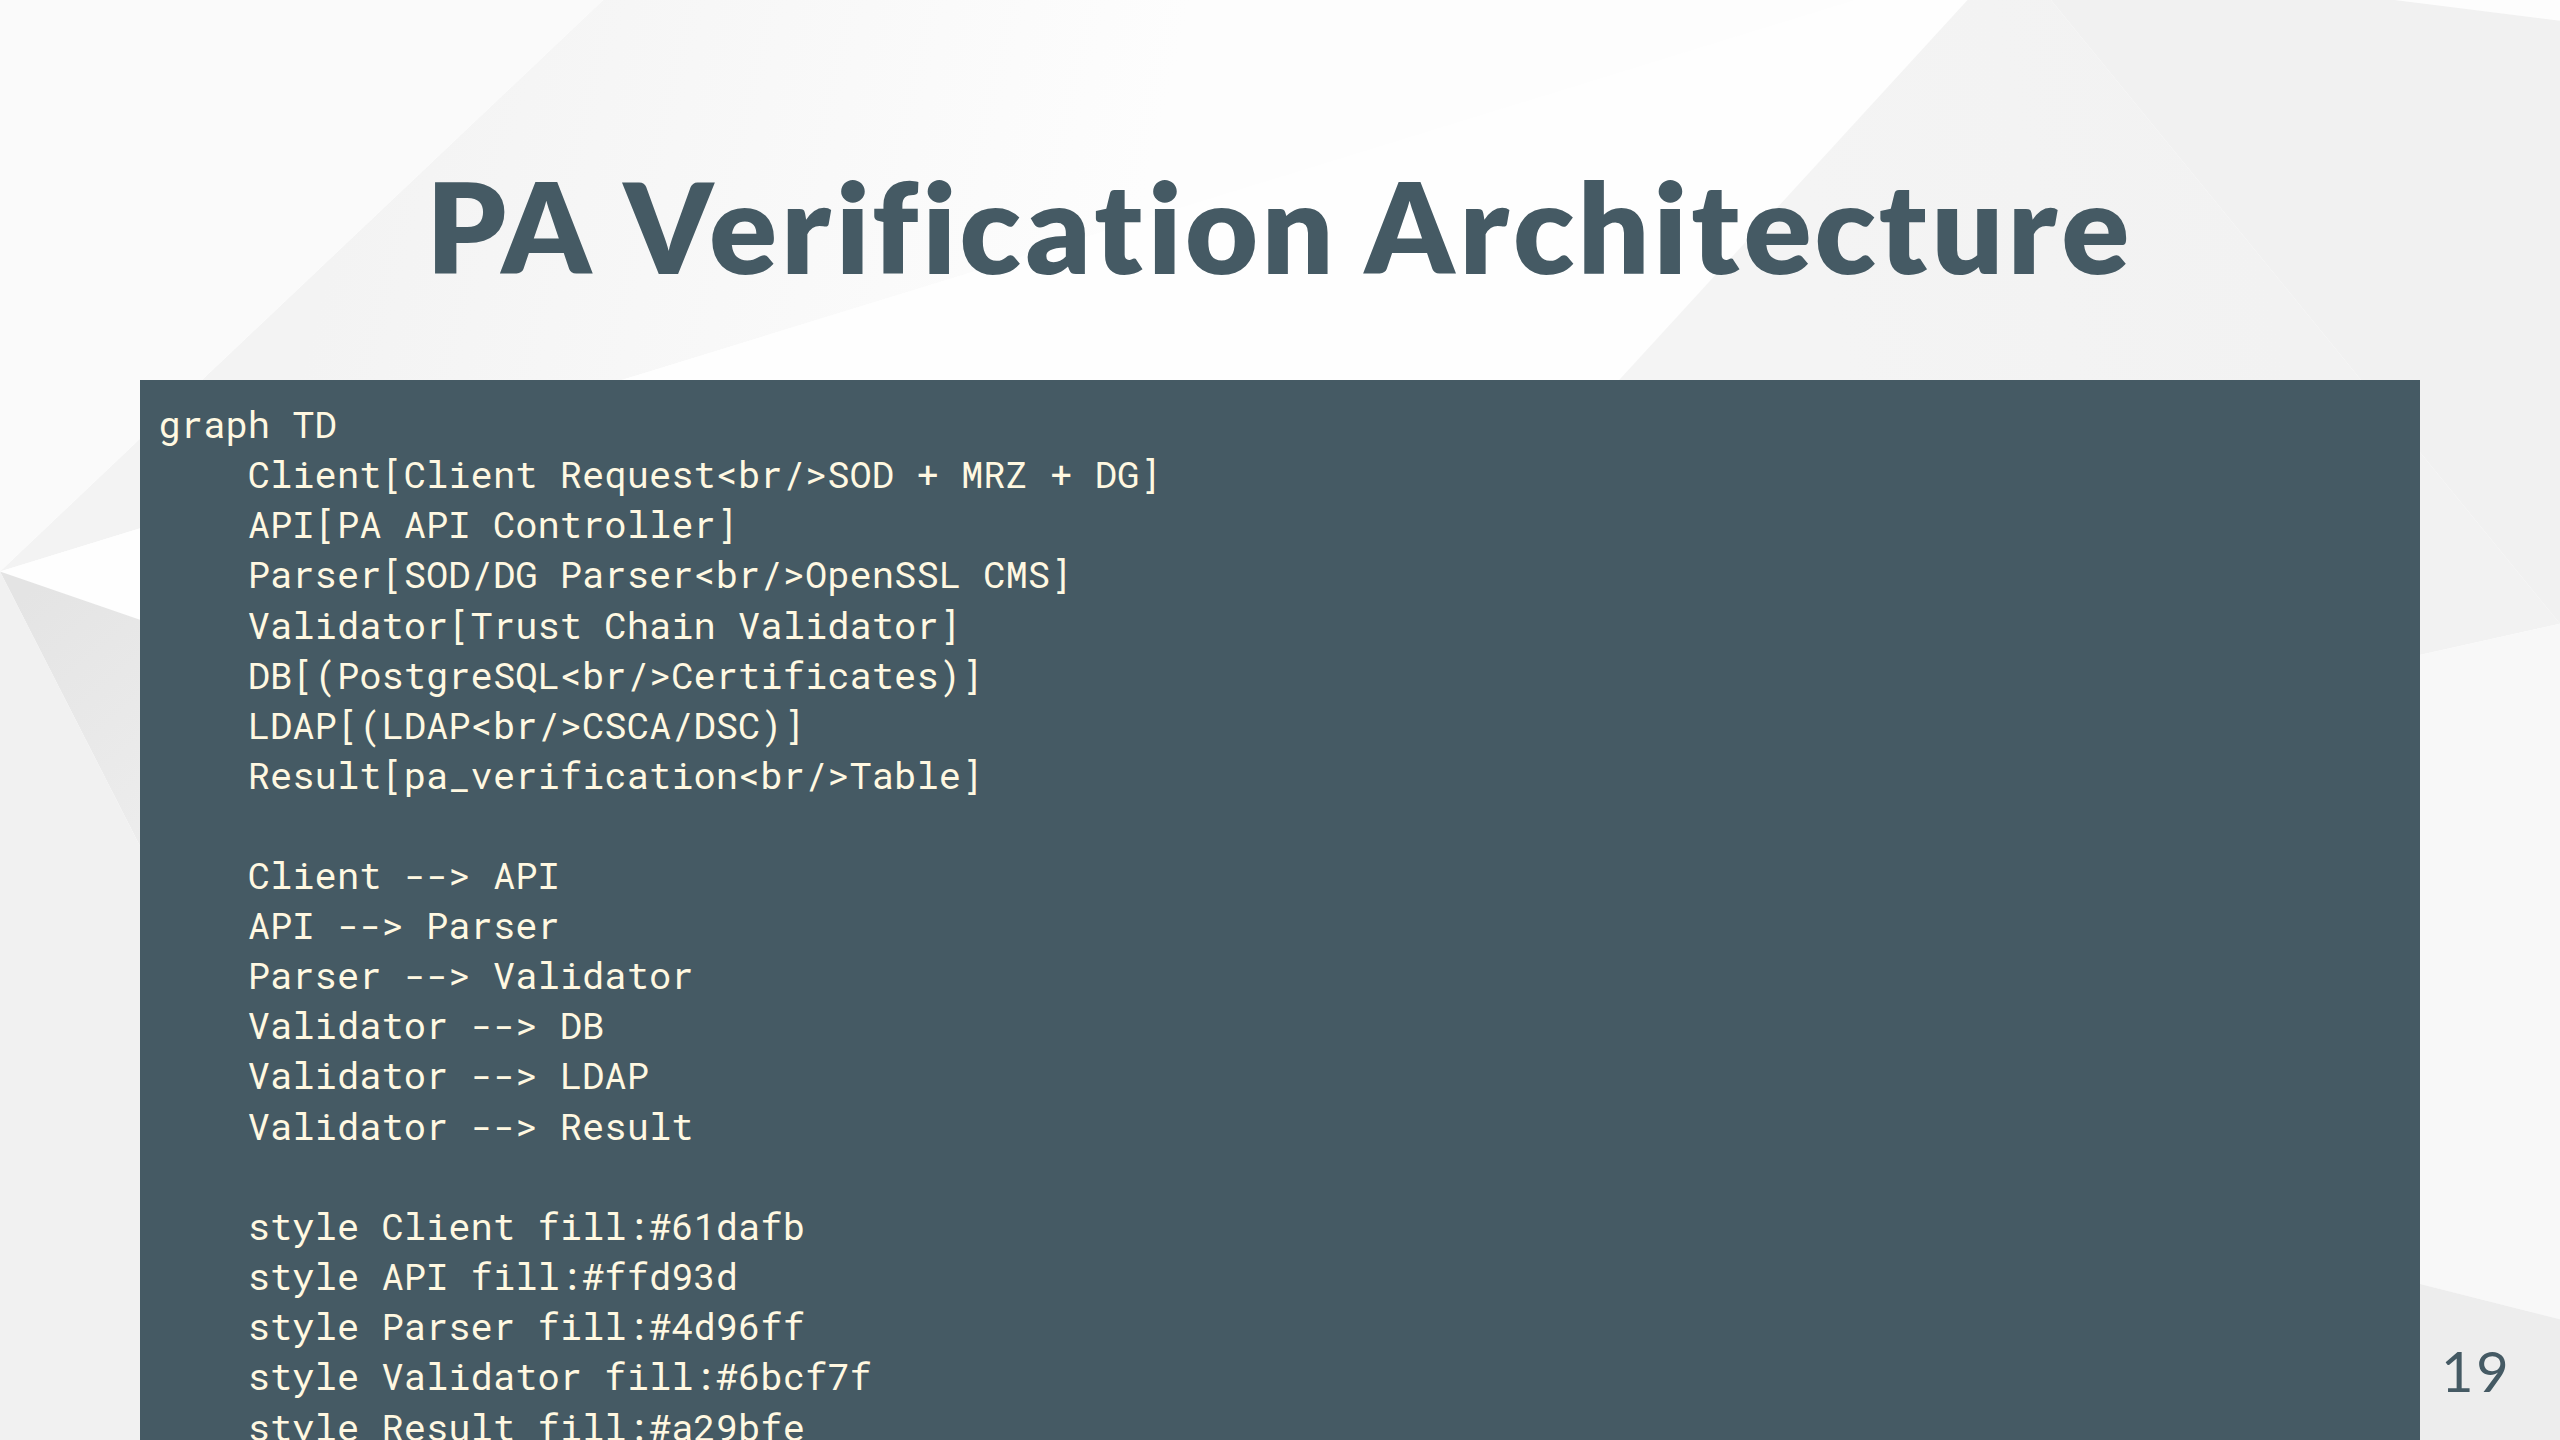 PA Verification Architecture
graph TD
    Client[Client Request<br/>SOD + MRZ + DG]
    API[PA API Controller]
    Parser[SOD/DG Parser<br/>OpenSSL CMS]
    Validator[Trust Chain Validator]
    DB[(PostgreSQL<br/>Certificates)]
    LDAP[(LDAP<br/>CSCA/DSC)]
    Result[pa_verification<br/>Table]

    Client --> API
    API --> Parser
    Parser --> Validator
    Validator --> DB
    Validator --> LDAP
    Validator --> Result

    style Client fill:#61dafb
    style API fill:#ffd93d
    style Parser fill:#4d96ff
    style Validator fill:#6bcf7f
    style Result fill:#a29bfe
19